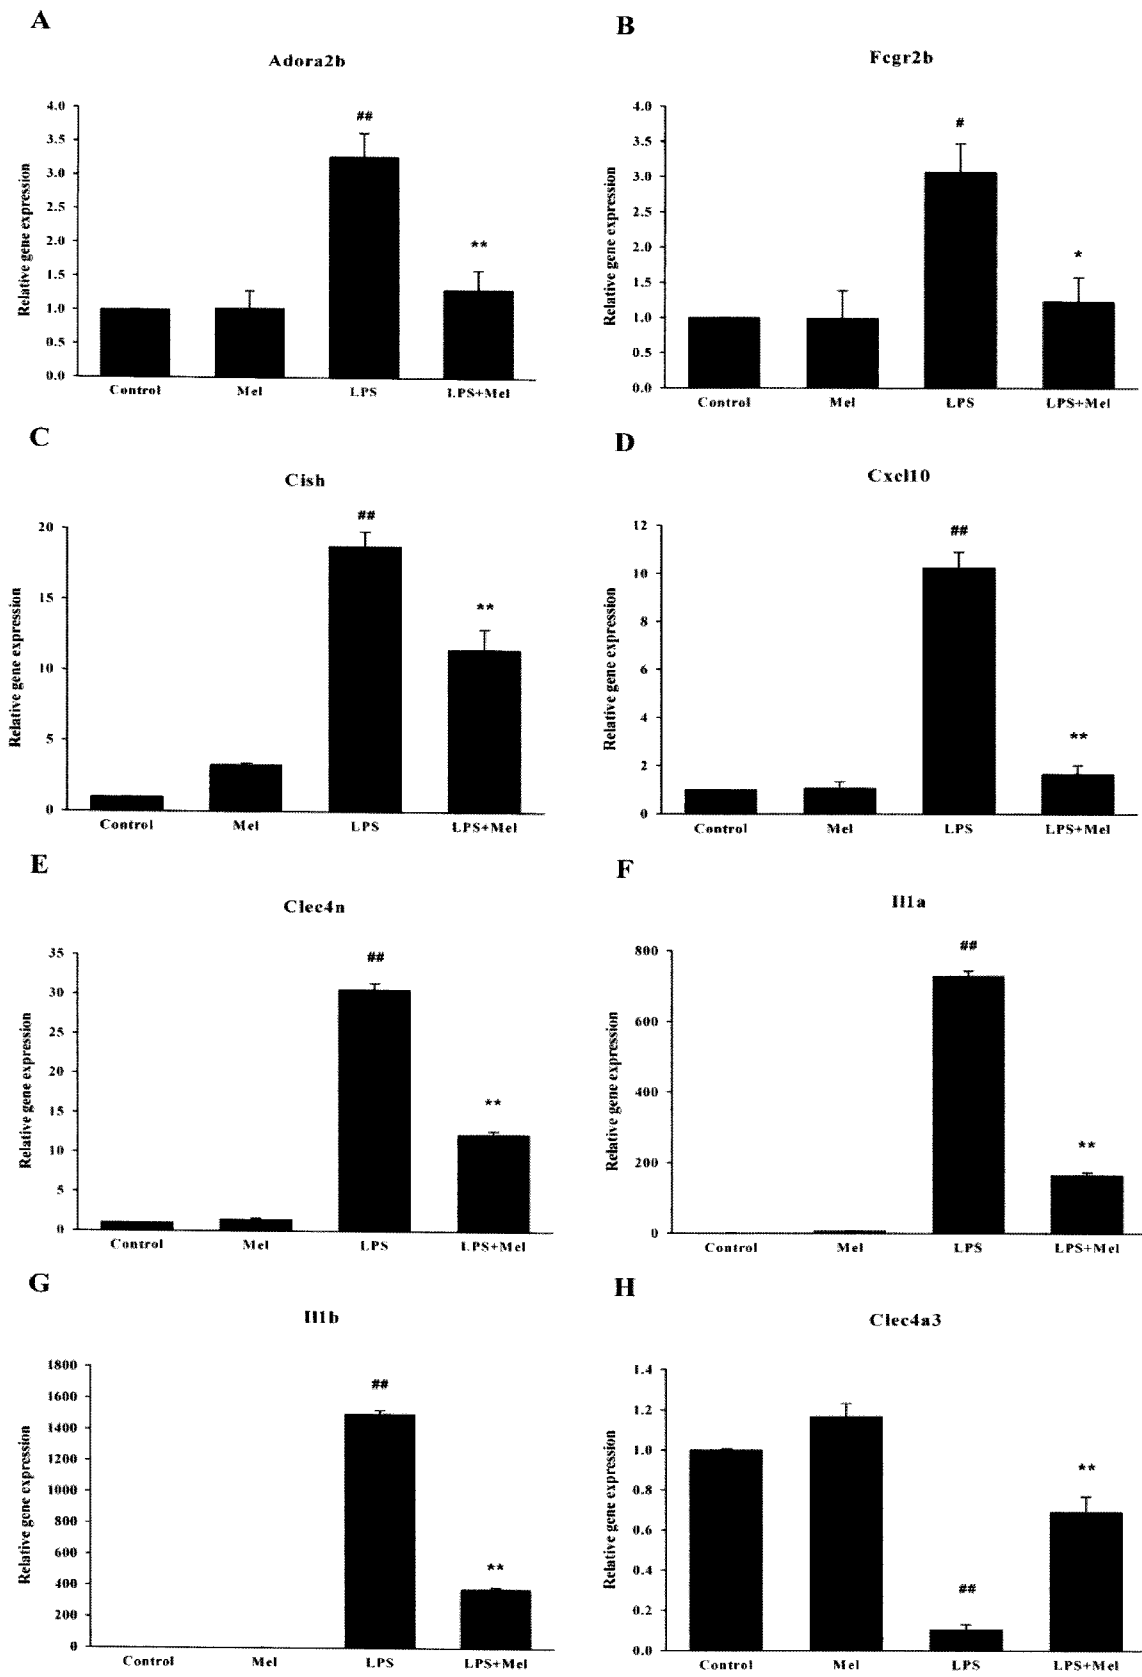 A
Adora2b
Relative gene expression
4.0
3.5
3.0
2.5
2.0
1.5
1.0
0.5
0.0
##
**
Control Mel LPS LPS+Mel
B
Fcgr2b
Relative gene expression
4.0
3.5
3.0
2.5
2.0
1.5
1.0
0.5
0.0
#
*
Control Mel LPS LPS+Mel
C
Cish
Relative gene expression
20
15
10
5
0
##
**
Control Mel LPS LPS+Mel
D
Cxcl10
Relative gene expression
12
10
8
6
4
2
0
##
**
Control Mel LPS LPS+Mel
E
Clec4n
Relative gene expression
35
30
25
20
15
10
5
0
##
**
Control Mel LPS LPS+Mel
F
Il1a
Relative gene expression
800
600
400
200
0
##
**
Control Mel LPS LPS+Mel
G
Il1b
Relative gene expression
1800
1600
1400
1200
1000
800
600
400
200
0
##
**
Control Mel LPS LPS+Mel
H
Clec4a3
Relative gene expression
1.4
1.2
1.0
0.8
0.6
0.4
0.2
0.0
##
**
Control Mel LPS LPS+Mel